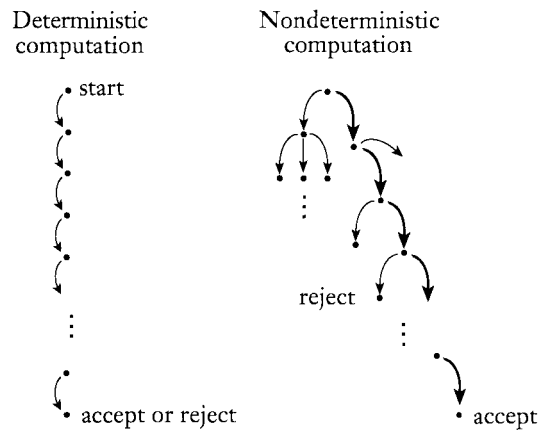 Deterministic
computation
Nondeterministic
computation
start
reject
accept or reject
accept